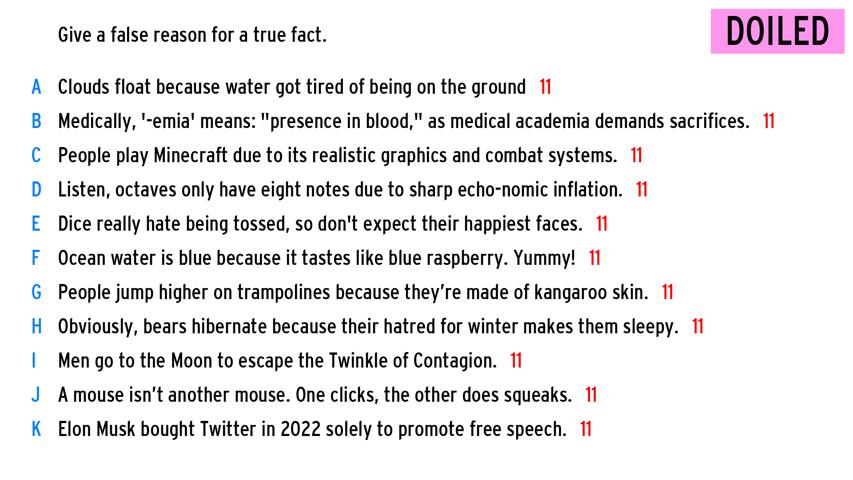 Give a false reason for a true fact.
DOILED
A Clouds float because water got tired of being on the ground 11
B Medically, '-emia' means: "presence in blood," as medical academia demands sacrifices. 11
C People play Minecraft due to its realistic graphics and combat systems. 11
D Listen, octaves only have eight notes due to sharp echo-nomic inflation. 11
E Dice really hate being tossed, so don't expect their happiest faces. 11
F Ocean water is blue because it tastes like blue raspberry. Yummy! 11
G People jump higher on trampolines because they’re made of kangaroo skin. 11
H Obviously, bears hibernate because their hatred for winter makes them sleepy. 11
I Men go to the Moon to escape the Twinkle of Contagion. 11
J A mouse isn’t another mouse. One clicks, the other does squeaks. 11
K Elon Musk bought Twitter in 2022 solely to promote free speech. 11